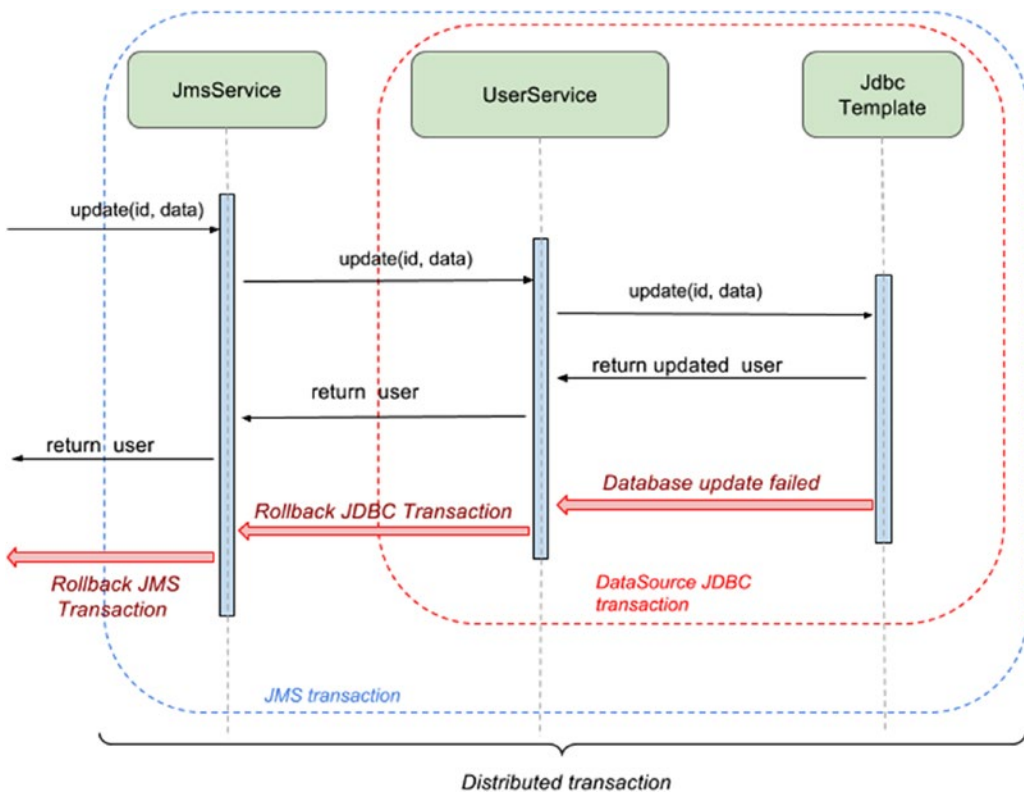 JmsService
UserService
Jdbc
Template
update(id, data)
update(id, data)
update(id, data)
return updated user
return user
return user
Database update failed
Rollback JDBC Transaction
Rollback JMS
Transaction
DataSource JDBC
transaction
JMS transaction
Distributed transaction